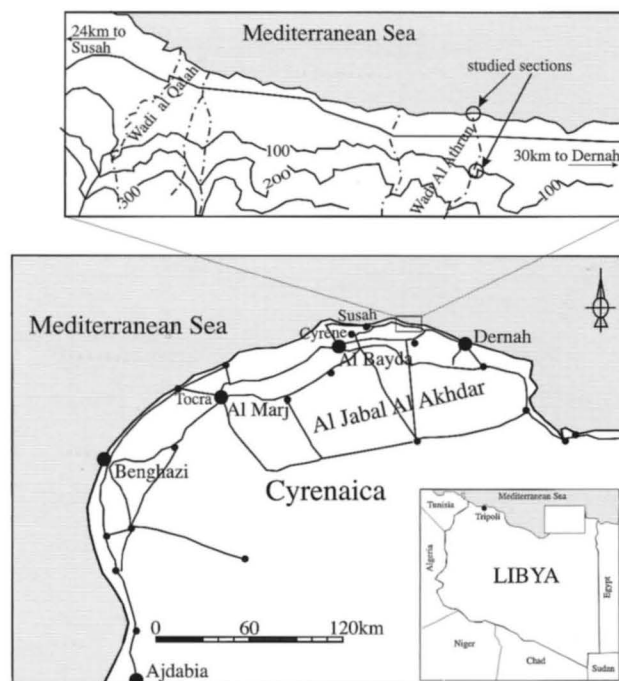 Mediterranean Sea
24km to
Susah
Wadi al Qalah
studied sections
Wadi Al Athrun
30km to Dernah
100
200
300
100
Mediterranean Sea
Susah
Cyrene
Dernah
Al Bayda
Tocra
Al Marj
Al Jabal Al Akhdar
Benghazi
Cyrenaica
0 60 120km
Ajdabia
Mediterranean Sea
Tunisia
Tripoli
Algeria
LIBYA
Egypt
Niger
Chad
Sudan